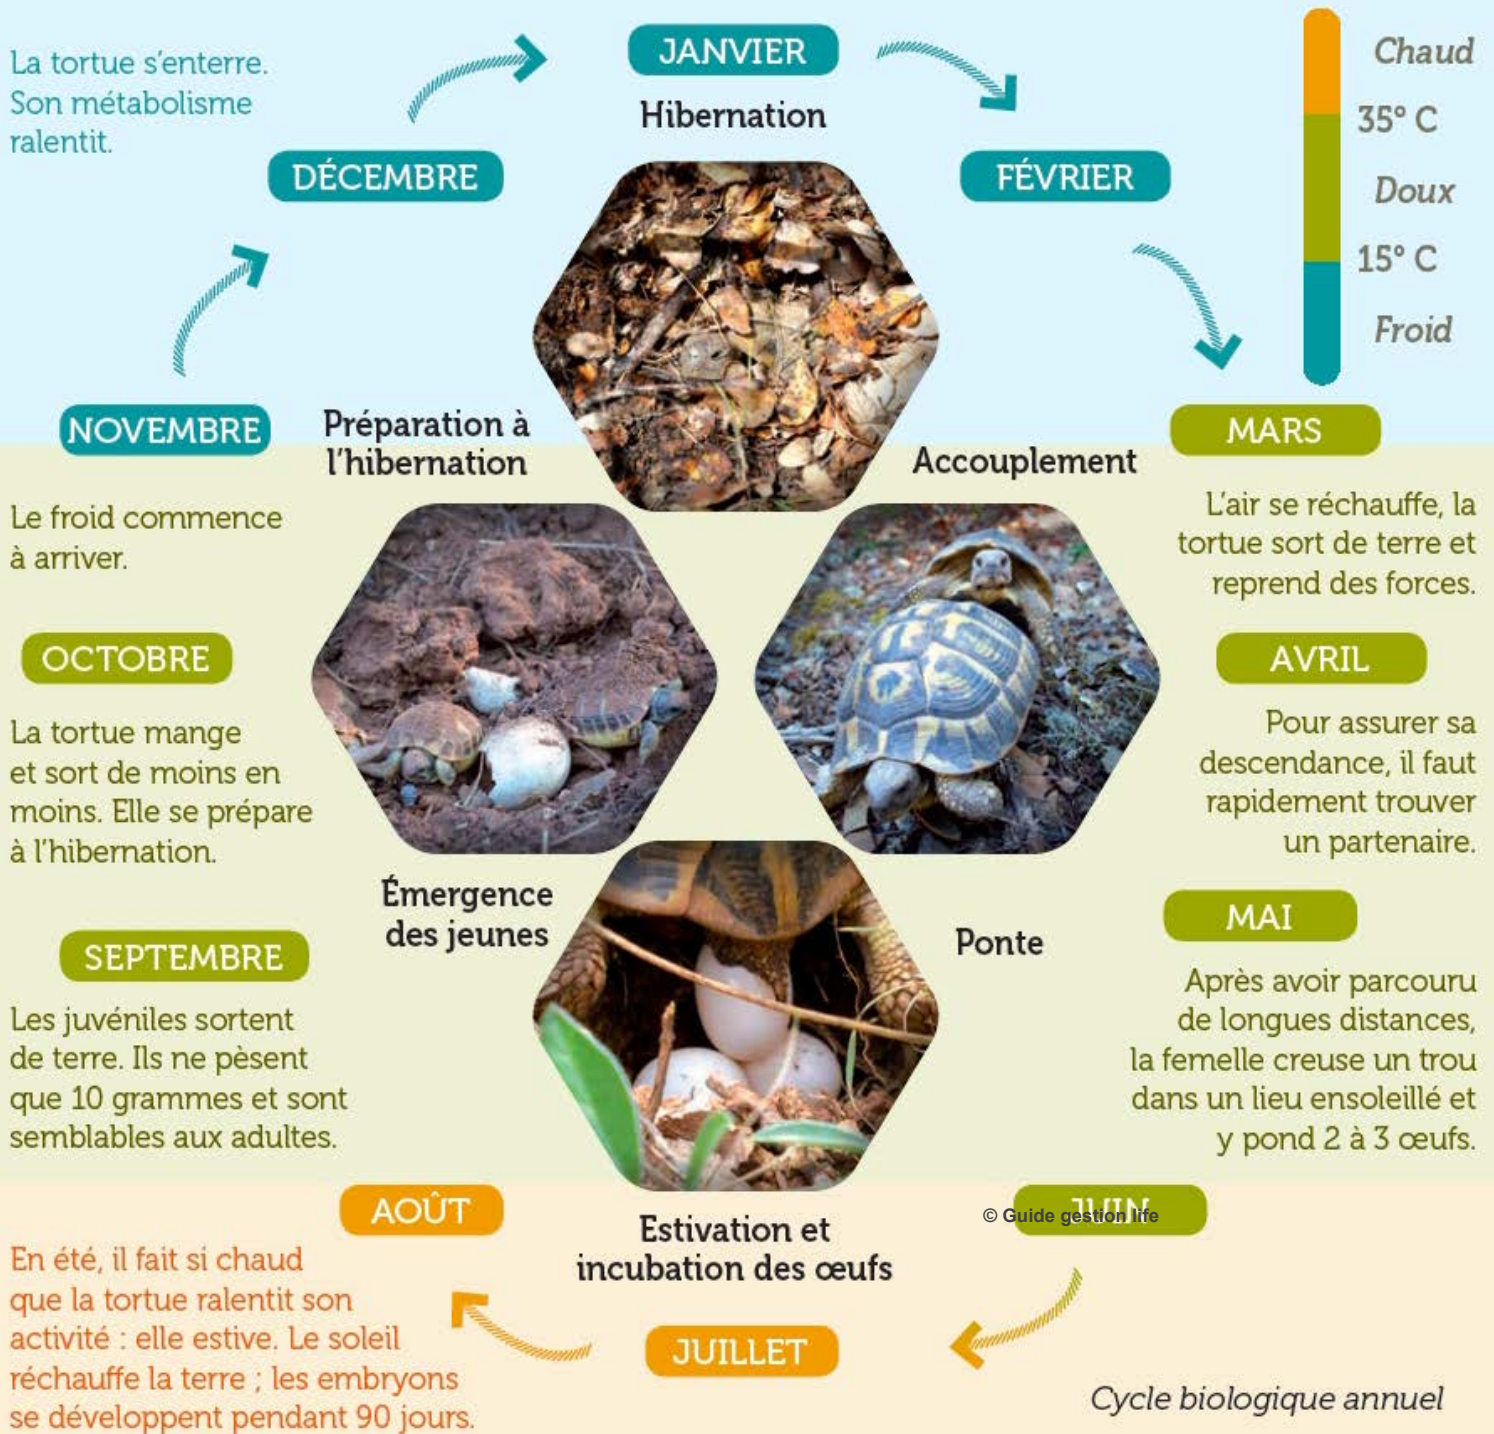 La tortue s'enterre.
Son métabolisme
ralentit.
JANVIER
Hibernation
DÉCEMBRE
FÉVRIER
Chaud
35° C
Doux
15° C
Froid
NOVEMBRE
Préparation à
l'hibernation
Accouplement
MARS
Le froid commence
à arriver.
L'air se réchauffe, la
tortue sort de terre et
reprend des forces.
OCTOBRE
AVRIL
La tortue mange
et sort de moins en
moins. Elle se prépare
à l'hibernation.
Pour assurer sa
descendance, il faut
rapidement trouver
un partenaire.
Émergence
des jeunes
Ponte
MAI
SEPTEMBRE
Les juvéniles sortent
de terre. Ils ne pèsent
que 10 grammes et sont
semblables aux adultes.
Après avoir parcouru
de longues distances,
la femelle creuse un trou
dans un lieu ensoleillé et
y pond 2 à 3 œufs.
AOÛT
Estivation et
incubation des œufs
JUIN
© Guide gestion life
En été, il fait si chaud
que la tortue ralentit son
activité : elle estive. Le soleil
réchauffe la terre ; les embryons
se développent pendant 90 jours.
JUILLET
Cycle biologique annuel